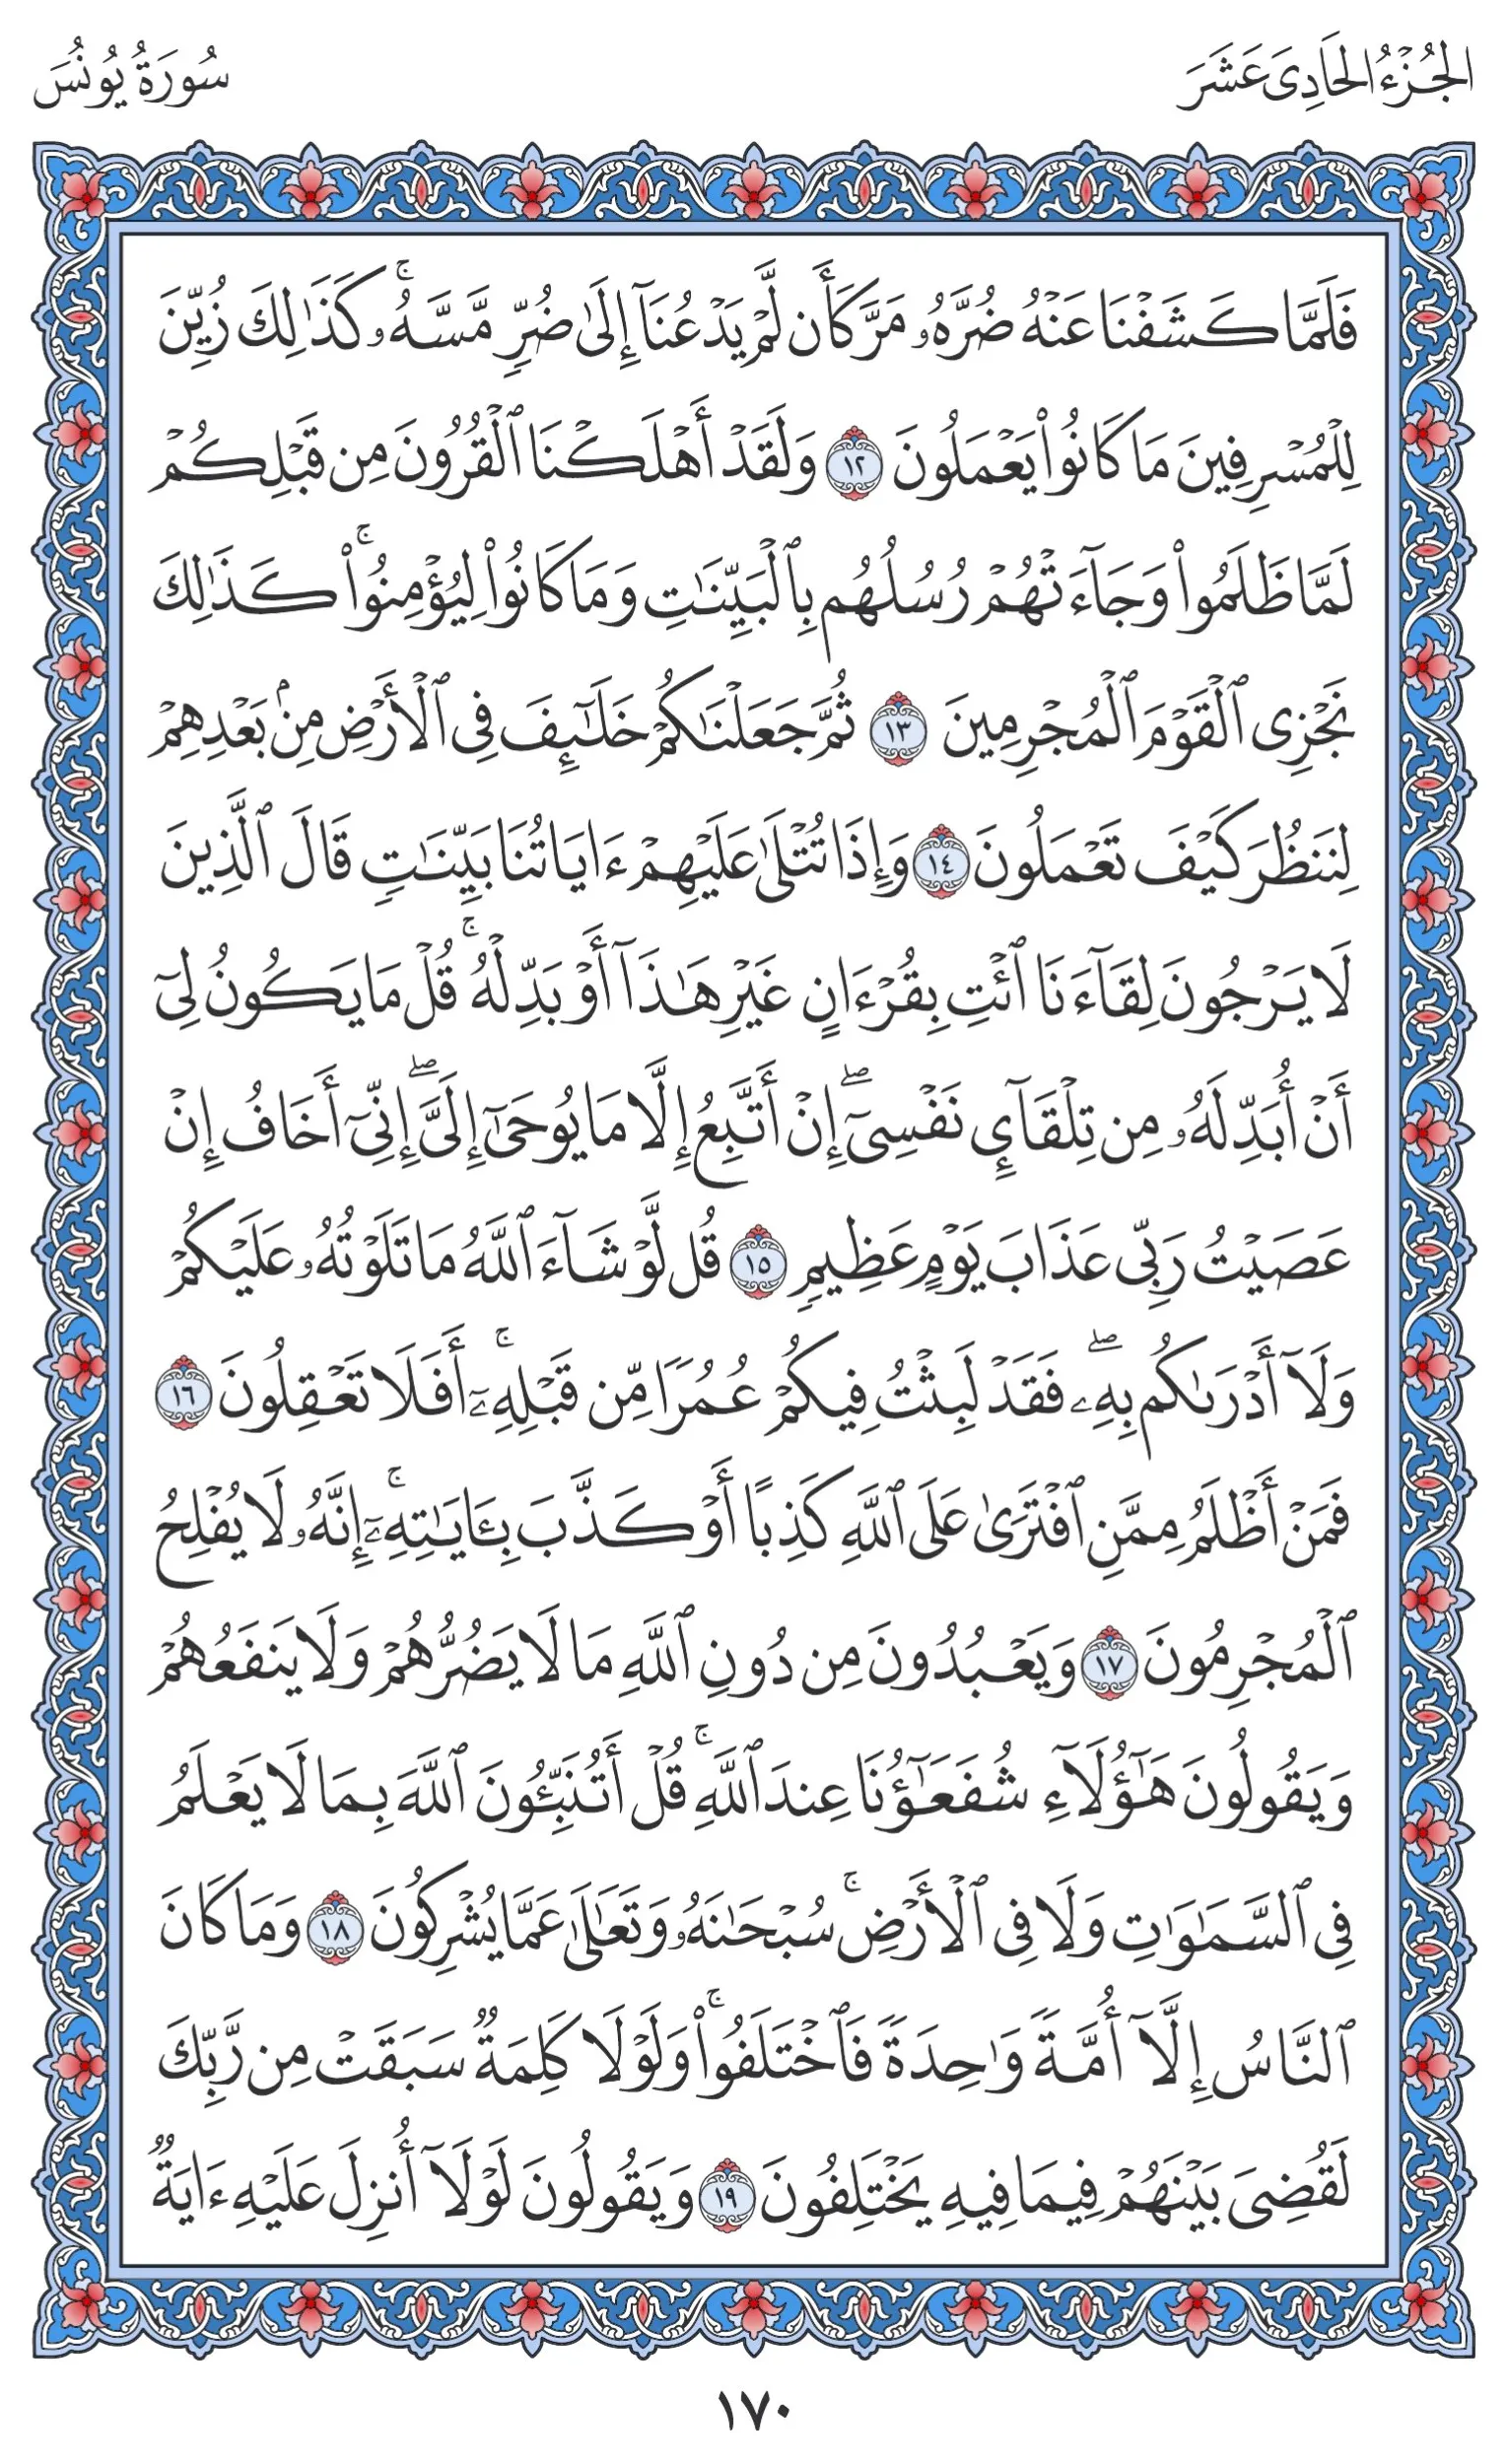 الجُزْءُ الحَادِىَ عَشَرَ
سُورَةُ يُونُسَ
فَلَمَّا كَشَفْنَا عَنْهُ ضُرَّهُۥ مَرَّ كَأَن لَّمْ يَدْعُنَآ إِلَىٰ ضُرٍّ مَّسَّهُۥۚ كَذَٰلِكَ زُيِّنَ
لِلْمُسْرِفِينَ مَا كَانُوا۟ يَعْمَلُونَ ١٢ وَلَقَدْ أَهْلَكْنَا ٱلْقُرُونَ مِن قَبْلِكُمْ
لَمَّا ظَلَمُوا۟ وَجَآءَتْهُمْ رُسُلُهُم بِٱلْبَيِّنَٰتِ وَمَا كَانُوا۟ لِيُؤْمِنُوا۟ۚ كَذَٰلِكَ
نَجْزِى ٱلْقَوْمَ ٱلْمُجْرِمِينَ ١٣ ثُمَّ جَعَلْنَٰكُمْ خَلَٰٓئِفَ فِى ٱلْأَرْضِ مِنۢ بَعْدِهِمْ
لِنَنظُرَ كَيْفَ تَعْمَلُونَ ١٤ وَإِذَا تُتْلَىٰ عَلَيْهِمْ ءَايَاتُنَا بَيِّنَٰتٍ قَالَ ٱلَّذِينَ
لَا يَرْجُونَ لِقَآءَنَا ٱئْتِ بِقُرْءَانٍ غَيْرِ هَٰذَآ أَوْ بَدِّلْهُۚ قُلْ مَا يَكُونُ لِىٓ
أَنْ أُبَدِّلَهُۥ مِن تِلْقَآئِ نَفْسِىٓۖ إِنْ أَتَّبِعُ إِلَّا مَا يُوحَىٰٓ إِلَىَّۖ إِنِّىٓ أَخَافُ إِنْ
عَصَيْتُ رَبِّى عَذَابَ يَوْمٍ عَظِيمٍ ١٥ قُل لَّوْ شَآءَ ٱللَّهُ مَا تَلَوْتُهُۥ عَلَيْكُمْ
وَلَآ أَدْرَىٰكُم بِهِۦۖ فَقَدْ لَبِثْتُ فِيكُمْ عُمُرًا مِّن قَبْلِهِۦٓۚ أَفَلَا تَعْقِلُونَ ١٦
فَمَنْ أَظْلَمُ مِمَّنِ ٱفْتَرَىٰ عَلَى ٱللَّهِ كَذِبًا أَوْ كَذَّبَ بِـَٔايَٰتِهِۦٓۚ إِنَّهُۥ لَا يُفْلِحُ
ٱلْمُجْرِمُونَ ١٧ وَيَعْبُدُونَ مِن دُونِ ٱللَّهِ مَا لَا يَضُرُّهُمْ وَلَا يَنفَعُهُمْ
وَيَقُولُونَ هَٰٓؤُلَآءِ شُفَعَٰٓؤُنَا عِندَ ٱللَّهِۚ قُلْ أَتُنَبِّـُٔونَ ٱللَّهَ بِمَا لَا يَعْلَمُ
فِى ٱلسَّمَٰوَٰتِ وَلَا فِى ٱلْأَرْضِۚ سُبْحَٰنَهُۥ وَتَعَٰلَىٰ عَمَّا يُشْرِكُونَ ١٨ وَمَا كَانَ
ٱلنَّاسُ إِلَّآ أُمَّةً وَٰحِدَةً فَٱخْتَلَفُوا۟ۚ وَلَوْلَا كَلِمَةٌ سَبَقَتْ مِن رَّبِّكَ
لَقُضِىَ بَيْنَهُمْ فِيمَا فِيهِ يَخْتَلِفُونَ ١٩ وَيَقُولُونَ لَوْلَآ أُنزِلَ عَلَيْهِ ءَايَةٌ
١٧٠